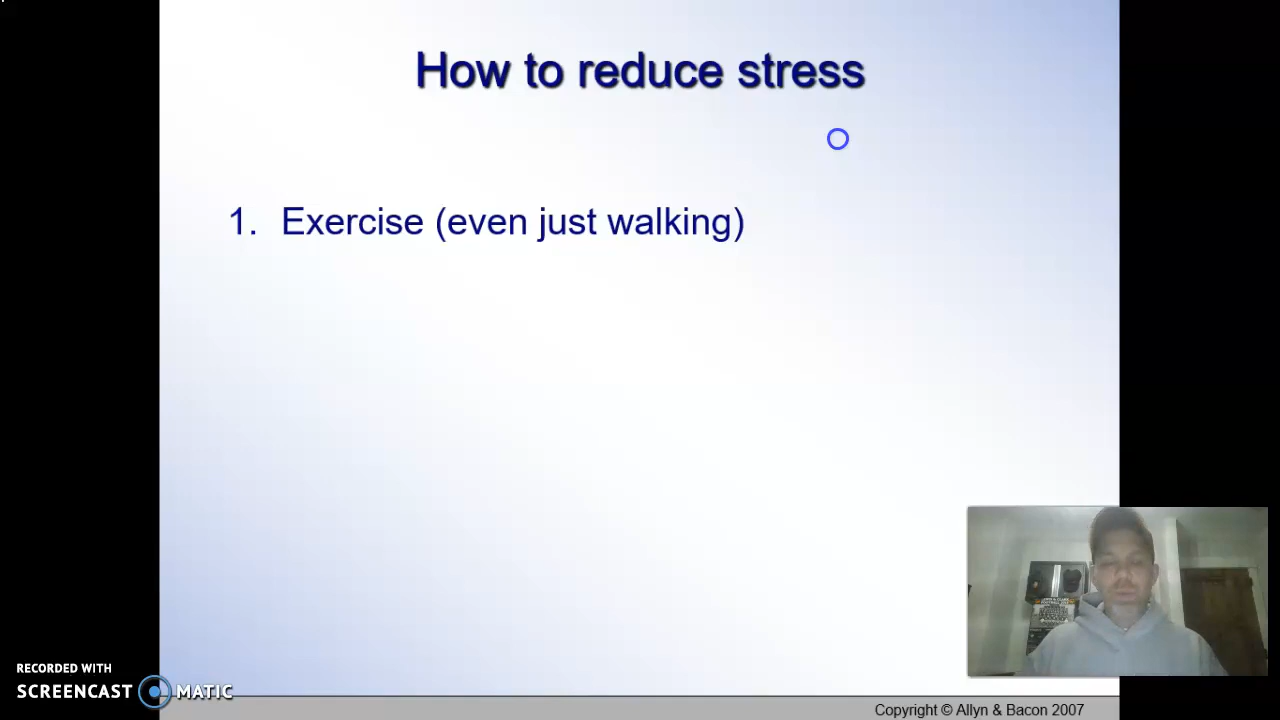 How to reduce stress
1. Exercise (even just walking)
RECORDED WITH
SCREENCAST MATIC
Copyright © Allyn & Bacon 2007